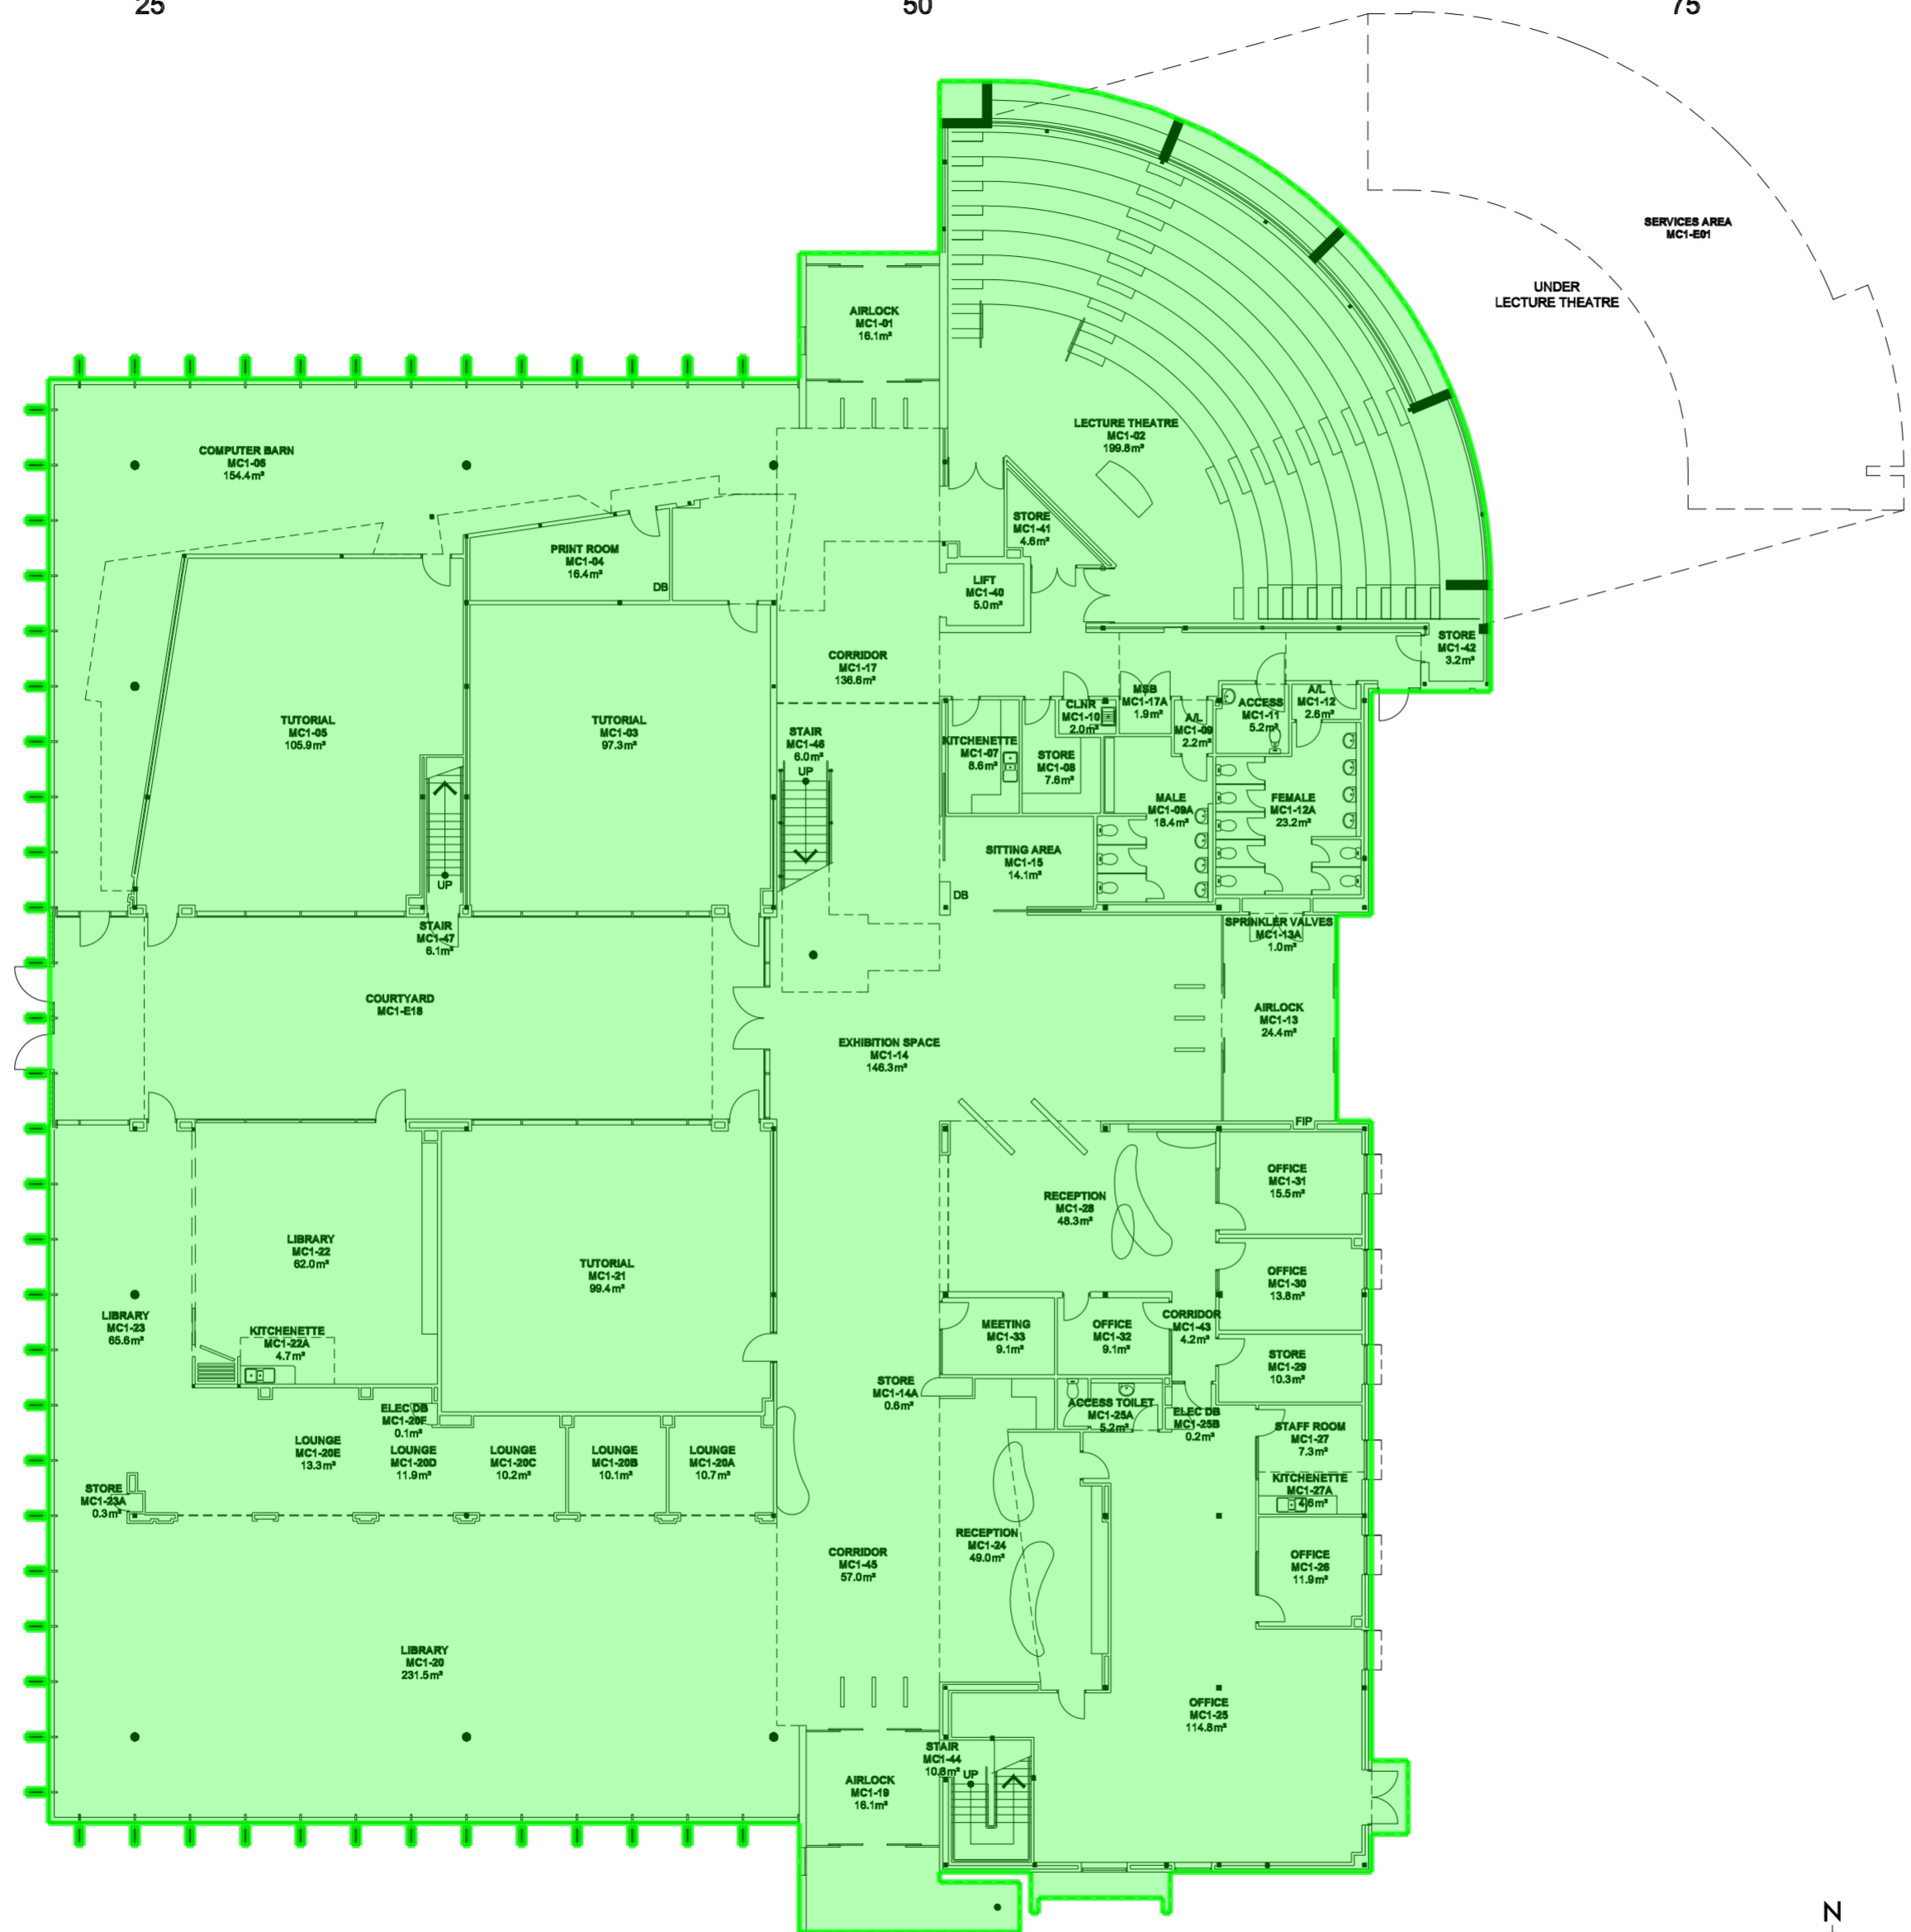 25
50
75
SERVICES AREA
MC1-E01
UNDER
LECTURE THEATRE
AIRLOCK
MC1-01
16.1m²
LECTURE THEATRE
MC1-02
199.8m²
COMPUTER BARN
MC1-06
154.4m²
STORE
MC1-41
4.6m²
PRINT ROOM
MC1-04
16.4m²
DB
LIFT
MC1-40
5.0m²
CORRIDOR
MC1-17
136.6m²
STORE
MC1-42
3.2m²
TUTORIAL
MC1-05
105.9m²
TUTORIAL
MC1-03
97.3m²
STAIR
MC1-46
6.0m²
UP
KITCHENETTE
MC1-07
8.6m²
STORE
MC1-08
7.6m²
CLNR
MC1-10
2.0m²
MSB
MC1-17A
1.9m²
A/L
MC1-09
2.2m²
ACCESS
MC1-11
5.2m²
A/L
MC1-12
2.6m²
MALE
MC1-09A
18.4m²
FEMALE
MC1-12A
23.2m²
SITTING AREA
MC1-15
14.1m²
DB
UP
STAIR
MC1-47
6.1m²
SPRINKLER VALVES
MC1-13A
1.0m²
COURTYARD
MC1-E18
AIRLOCK
MC1-13
24.4m²
EXHIBITION SPACE
MC1-14
146.3m²
FIP
OFFICE
MC1-31
15.5m²
RECEPTION
MC1-28
48.3m²
LIBRARY
MC1-22
62.0m²
TUTORIAL
MC1-21
99.4m²
OFFICE
MC1-30
13.8m²
LIBRARY
MC1-23
65.6m²
KITCHENETTE
MC1-22A
4.7m²
MEETING
MC1-33
9.1m²
OFFICE
MC1-32
9.1m²
CORRIDOR
MC1-43
4.2m²
STORE
MC1-29
10.3m²
STORE
MC1-14A
0.6m²
ACCESS TOILET
MC1-25A
5.2m²
ELEC DB
MC1-25B
0.2m²
ELEC DB
MC1-20F
0.1m²
STAFF ROOM
MC1-27
7.3m²
LOUNGE
MC1-20E
13.3m²
LOUNGE
MC1-20D
11.9m²
LOUNGE
MC1-20C
10.2m²
LOUNGE
MC1-20B
10.1m²
LOUNGE
MC1-20A
10.7m²
KITCHENETTE
MC1-27A
4.6m²
STORE
MC1-23A
0.3m²
RECEPTION
MC1-24
49.0m²
CORRIDOR
MC1-45
57.0m²
OFFICE
MC1-26
11.9m²
LIBRARY
MC1-20
231.5m²
OFFICE
MC1-25
114.8m²
STAIR
MC1-44
10.8m²
UP
AIRLOCK
MC1-19
16.1m²
N